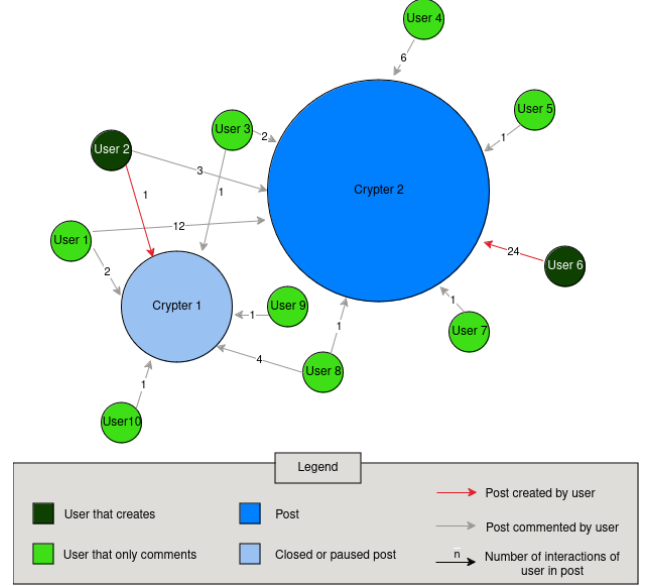 User 4
6
User 5
1
User 3
2
User 2
3
1
1
Crypter 2
12
User 1
24
User 6
2
Crypter 1
User 9
1
1
User 7
1
4
User 8
1
User10
Legend
User that creates
Post
Post created by user
User that only comments
Closed or paused post
Post commented by user
n
Number of interactions of
user in post